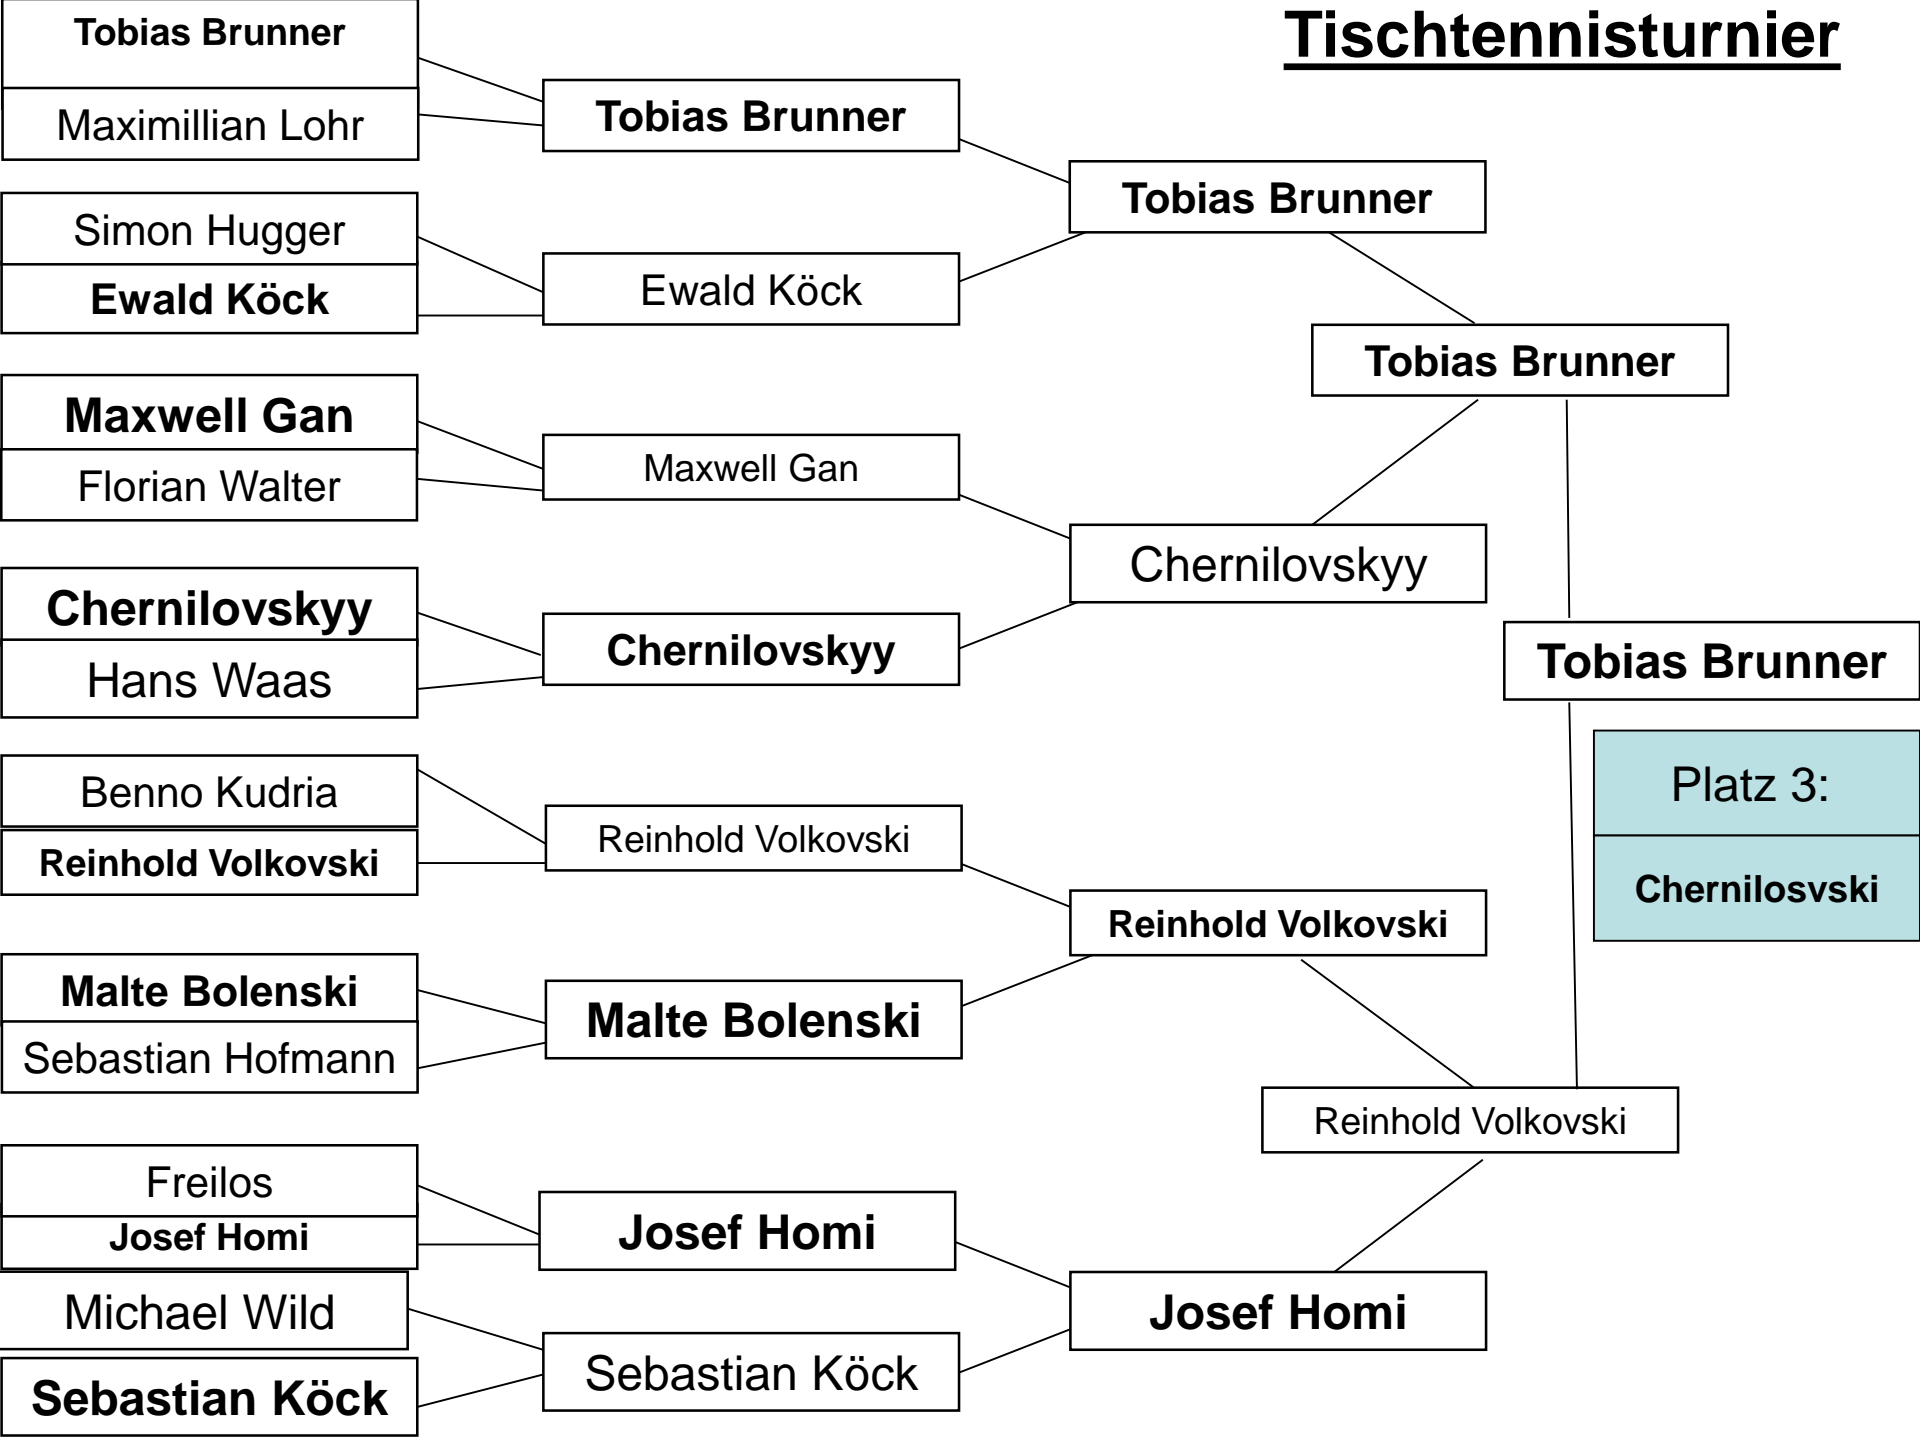 Tischtennisturnier
Tobias Brunner
Maximillian Lohr
Simon Hugger
Ewald Köck
Maxwell Gan
Florian Walter
Chernilovskyy
Hans Waas
Benno Kudria
Reinhold Volkovski
Malte Bolenski
Sebastian Hofmann
Freilos
Josef Homi
Michael Wild
Sebastian Köck
Tobias Brunner
Ewald Köck
Maxwell Gan
Chernilovskyy
Reinhold Volkovski
Malte Bolenski
Josef Homi
Sebastian Köck
Tobias Brunner
Chernilovskyy
Reinhold Volkovski
Josef Homi
Tobias Brunner
Reinhold Volkovski
Tobias Brunner
Platz 3:
Chernilosvski